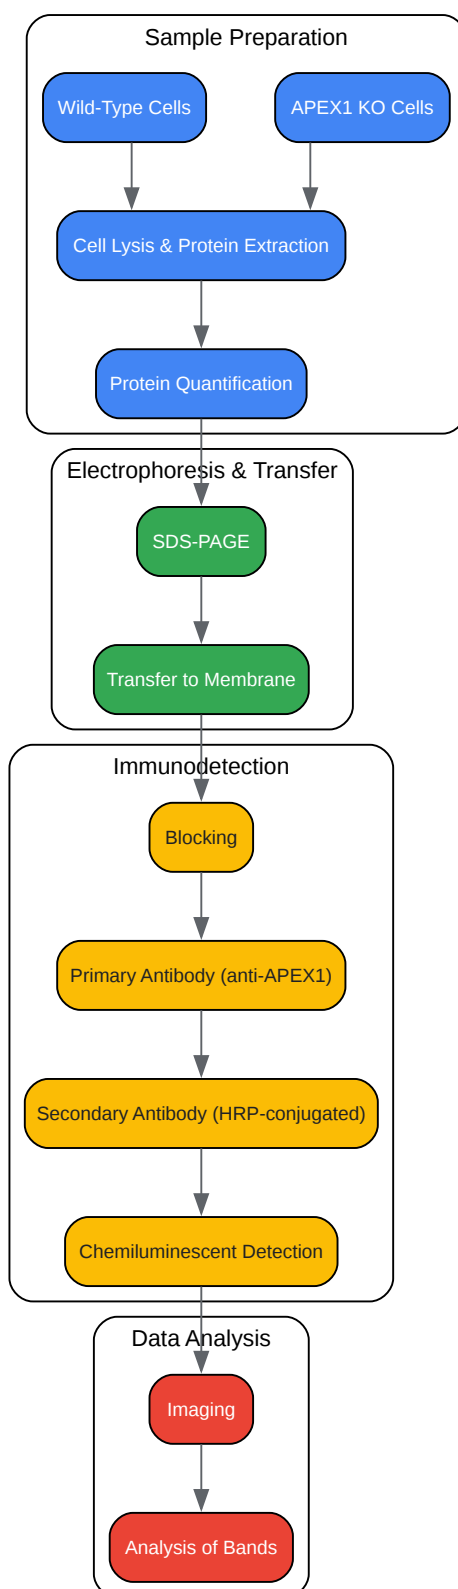 Sample Preparation
Wild-Type Cells
APEX1 KO Cells
Cell Lysis & Protein Extraction
Protein Quantification
Electrophoresis & Transfer
SDS-PAGE
Transfer to Membrane
Immunodetection
Blocking
Primary Antibody (anti-APEX1)
Secondary Antibody (HRP-conjugated)
Chemiluminescent Detection
Data Analysis
Imaging
Analysis of Bands